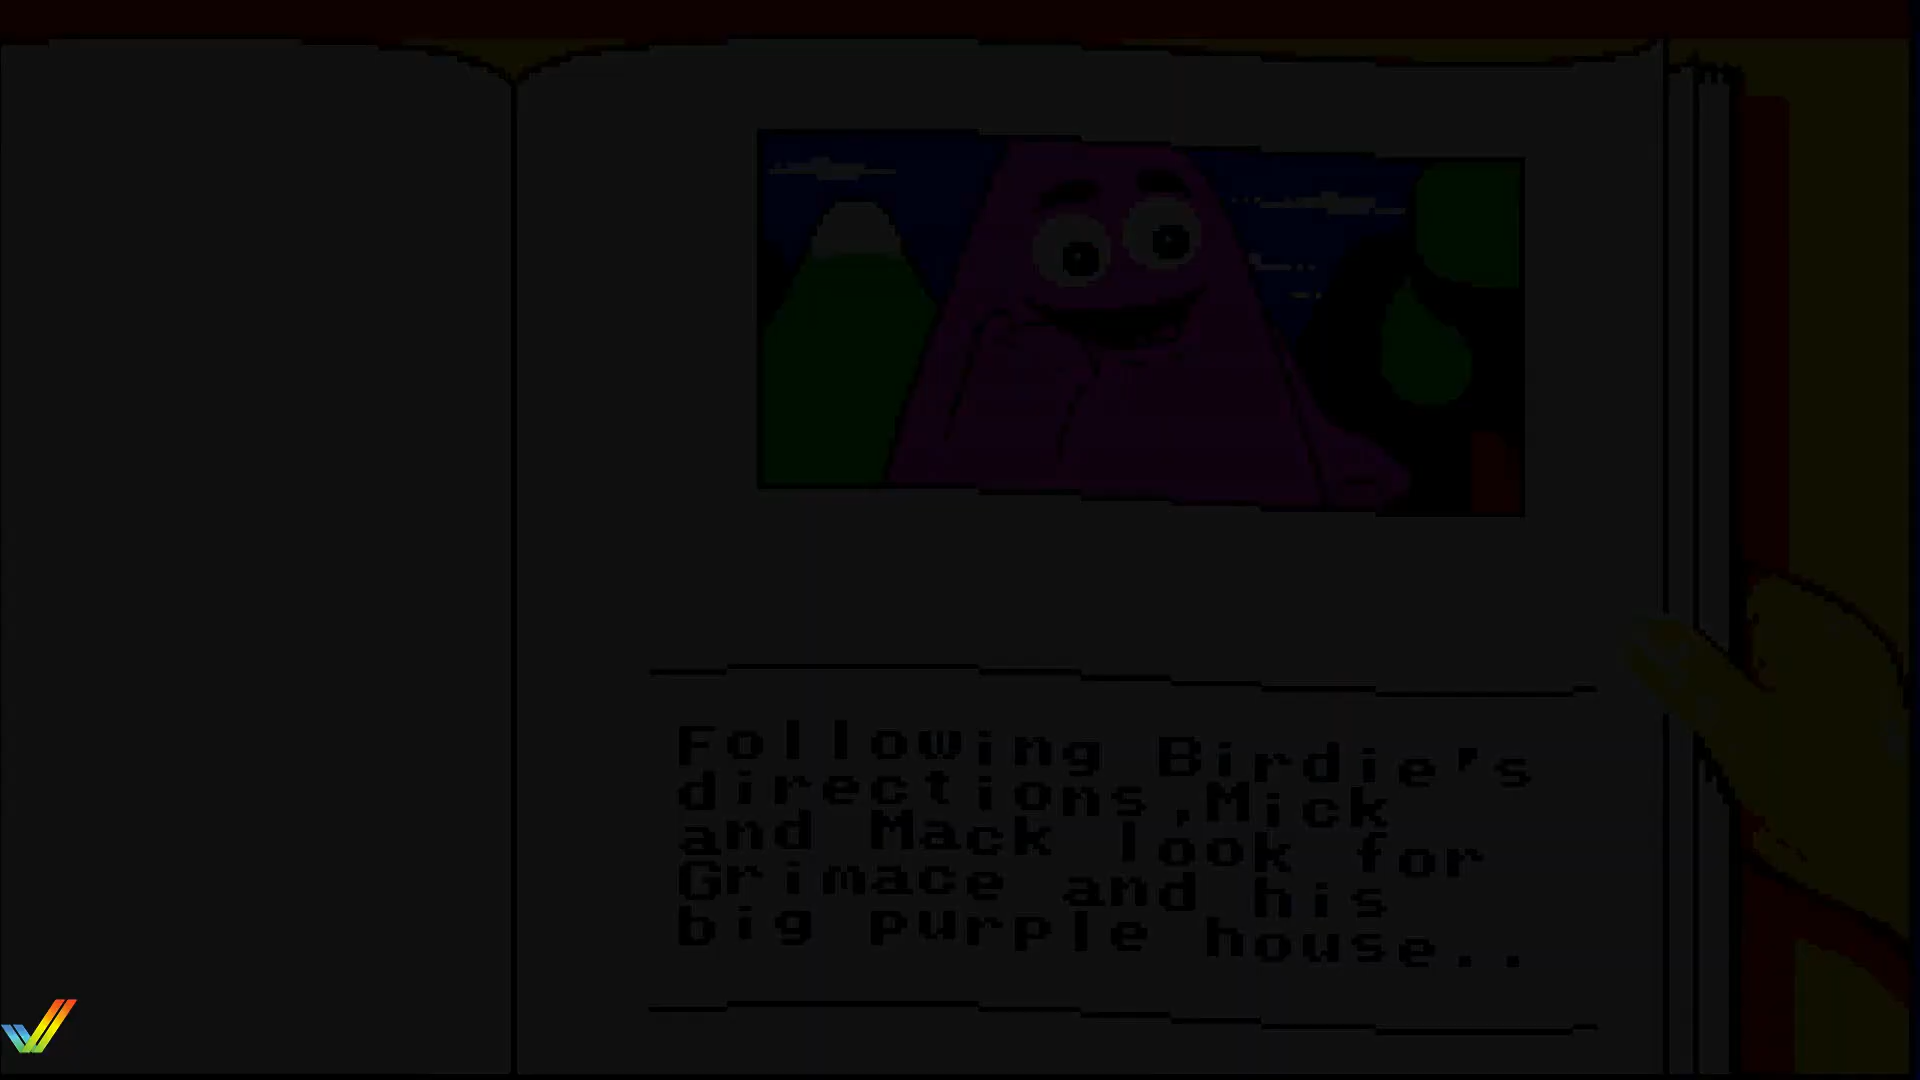 Following Birdie's
directions,Mick
and Mack look for
Grimace and his
big purple house..